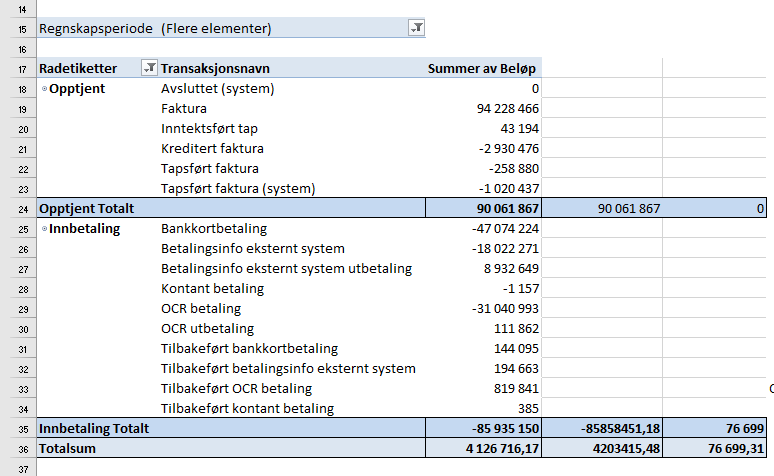 14
15 Regnskapsperiode (Flere elementer)
16
17 Radetiketter Transaksjonsnavn Summer av Beløp
18 Opptjent Avsluttet (system) 0
19 Faktura 94 228 466
20 Inntektsført tap 43 194
21 Kreditert faktura -2 930 476
22 Tapsført faktura -258 880
23 Tapsført faktura (system) -1 020 437
24 Opptjent Totalt 90 061 867 90 061 867 0
25 Innbetaling Bankkortbetaling -47 074 224
26 Betalingsinfo eksternt system -18 022 271
27 Betalingsinfo eksternt system utbetaling 8 932 649
28 Kontant betaling -1 157
29 OCR betaling -31 040 993
30 OCR utbetaling 111 862
31 Tilbakeført bankkortbetaling 144 095
32 Tilbakeført betalingsinfo eksternt system 194 663
33 Tilbakeført OCR betaling 819 841
34 Tilbakeført kontant betaling 385
35 Innbetaling Totalt -85 935 150 -85858451,18 76 699
36 Totalsum 4 126 716,17 4203415,48 76 699,31
37